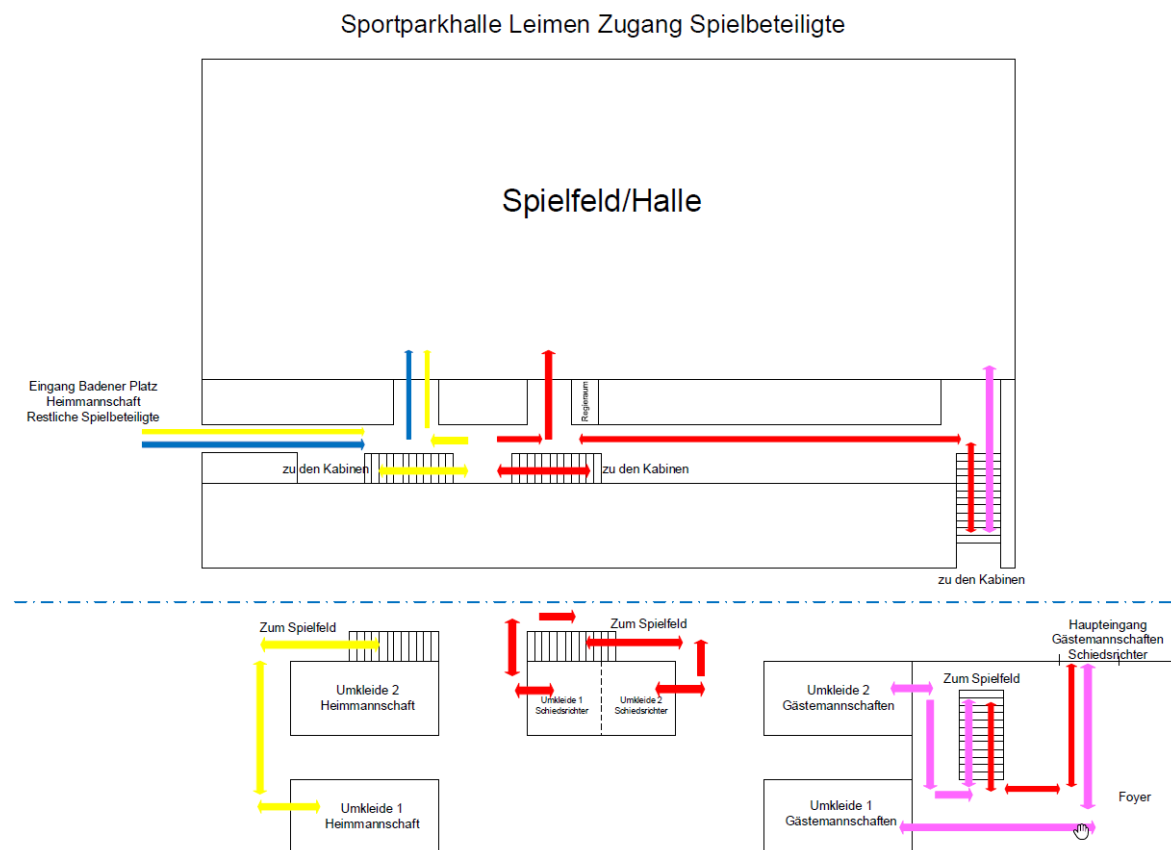 Sportparkhalle Leimen Zugang Spielbeteiligte
Spielfeld/Halle
Eingang Badener Platz
Heimmannschaft
Restliche Spielbeteiligte
Regieraum
zu den Kabinen
zu den Kabinen
zu den Kabinen
Zum Spielfeld
Zum Spielfeld
Haupteingang
Gästemannschaften
Schiedsrichter
Zum Spielfeld
Umkleide 2
Heimmannschaft
Umkleide 1
Schiedsrichter
Umkleide 2
Schiedsrichter
Umkleide 2
Gästemannschaften
Umkleide 1
Heimmannschaft
Umkleide 1
Gästemannschaften
Foyer